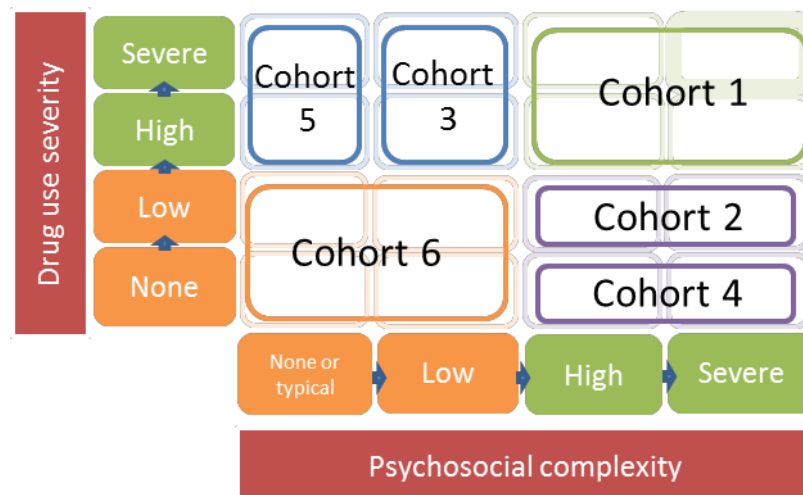 Drug use severity
Severe
High
Low
None
Cohort
5
Cohort
3
Cohort 1
Cohort 6
Cohort 2
Cohort 4
None or
typical
Low
High
Severe
Psychosocial complexity